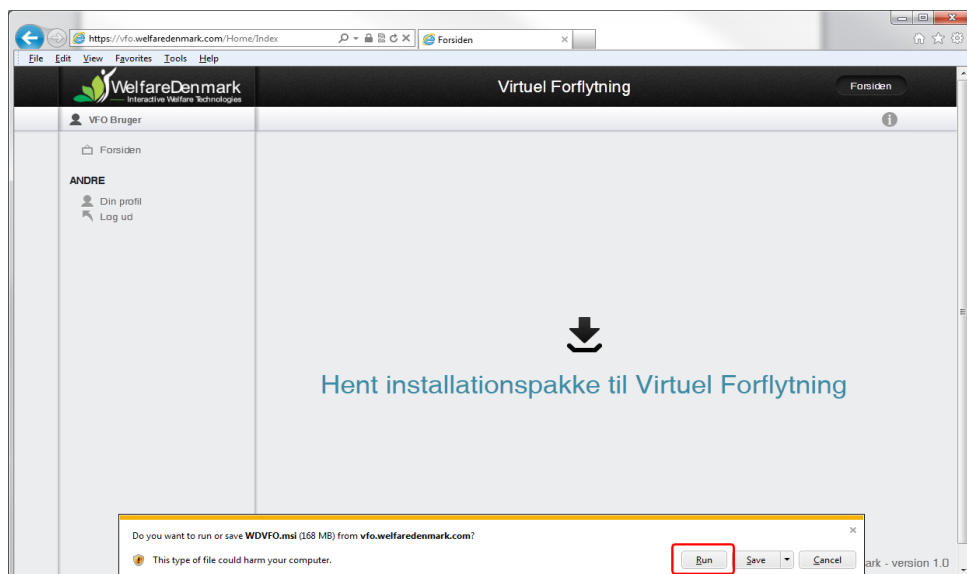 https://vfo.welfaredenmark.com/Home/Index
Forsiden
File Edit View Favorites Tools Help
WelfareDenmark
Interactive Welfare Technologies
Virtuel Forflytning
Forsiden
VFO Bruger
Forsiden
ANDRE
Din profil
Log ud
Hent installationspakke til Virtuel Forflytning
Do you want to run or save WDVFO.msi (168 MB) from vfo.welfaredenmark.com?
This type of file could harm your computer.
Run Save Cancel
ark - version 1.0